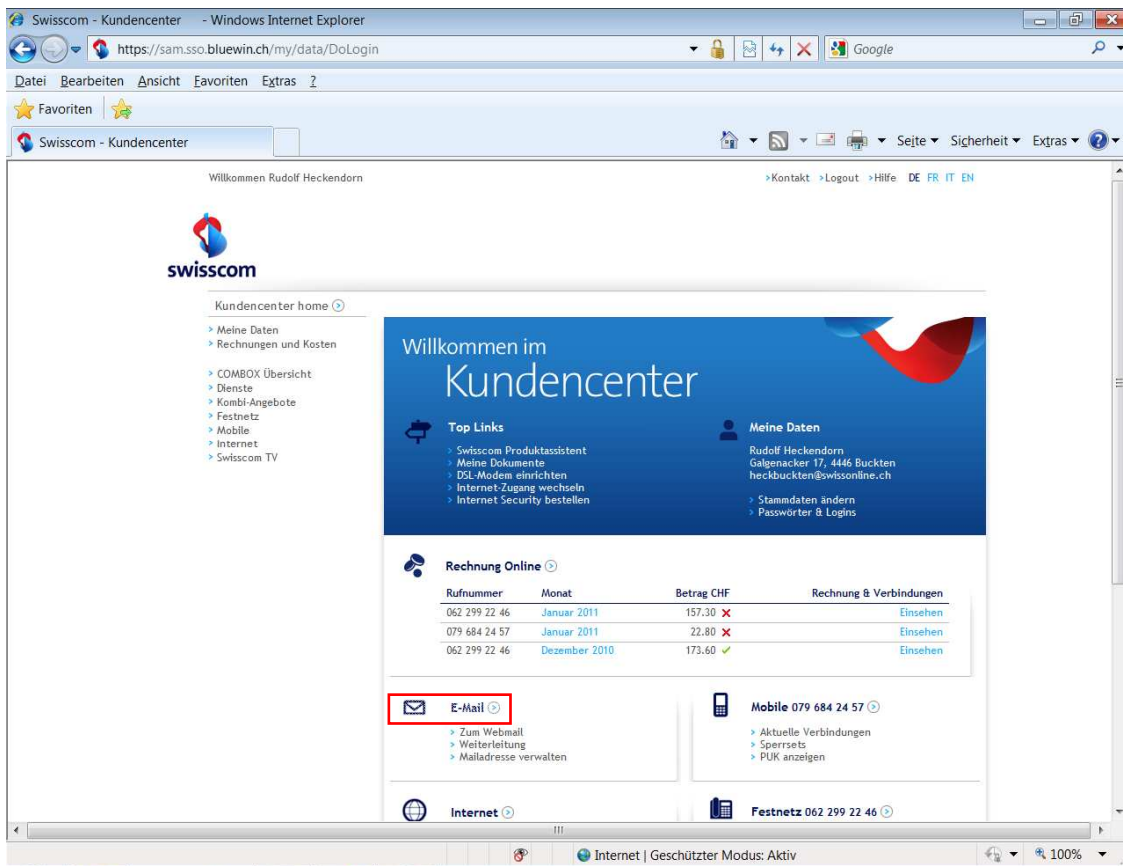 Swisscom - Kundencenter - Windows Internet Explorer
https://sam.sso.bluewin.ch/my/data/DoLogin
Google
Datei Bearbeiten Ansicht Favoriten Extras ?
Favoriten
Swisscom - Kundencenter
Seite Sicherheit Extras
Willkommen Rudolf Heckendorn
>Kontakt >Logout >Hilfe DE FR IT EN
swisscom
Kundencenter home
> Meine Daten
> Rechnungen und Kosten
> COMBOX Übersicht
> Dienste
> Kombi-Angebote
> Festnetz
> Mobile
> Internet
> Swisscom TV
Willkommen im
Kundencenter
Top Links
> Swisscom Produktassistent
> Meine Dokumente
> DSL-Modem einrichten
> Internet-Zugang wechseln
> Internet Security bestellen
Meine Daten
Rudolf Heckendorn
Galgenacker 17, 4446 Buckten
heckbuckten@swissonline.ch
> Stammdaten ändern
> Passwörter & Logins
Rechnung Online
Rufnummer Monat Betrag CHF Rechnung & Verbindungen
062 299 22 46 Januar 2011 157.30 Einsehen
079 684 24 57 Januar 2011 22.80 Einsehen
062 299 22 46 Dezember 2010 173.60 Einsehen
E-Mail
> Zum Webmail
> Weiterleitung
> Mailadresse verwalten
Mobile 079 684 24 57
> Aktuelle Verbindungen
> Sperrsets
> PUK anzeigen
Internet
Festnetz 062 299 22 46
Internet | Geschützter Modus: Aktiv
100%